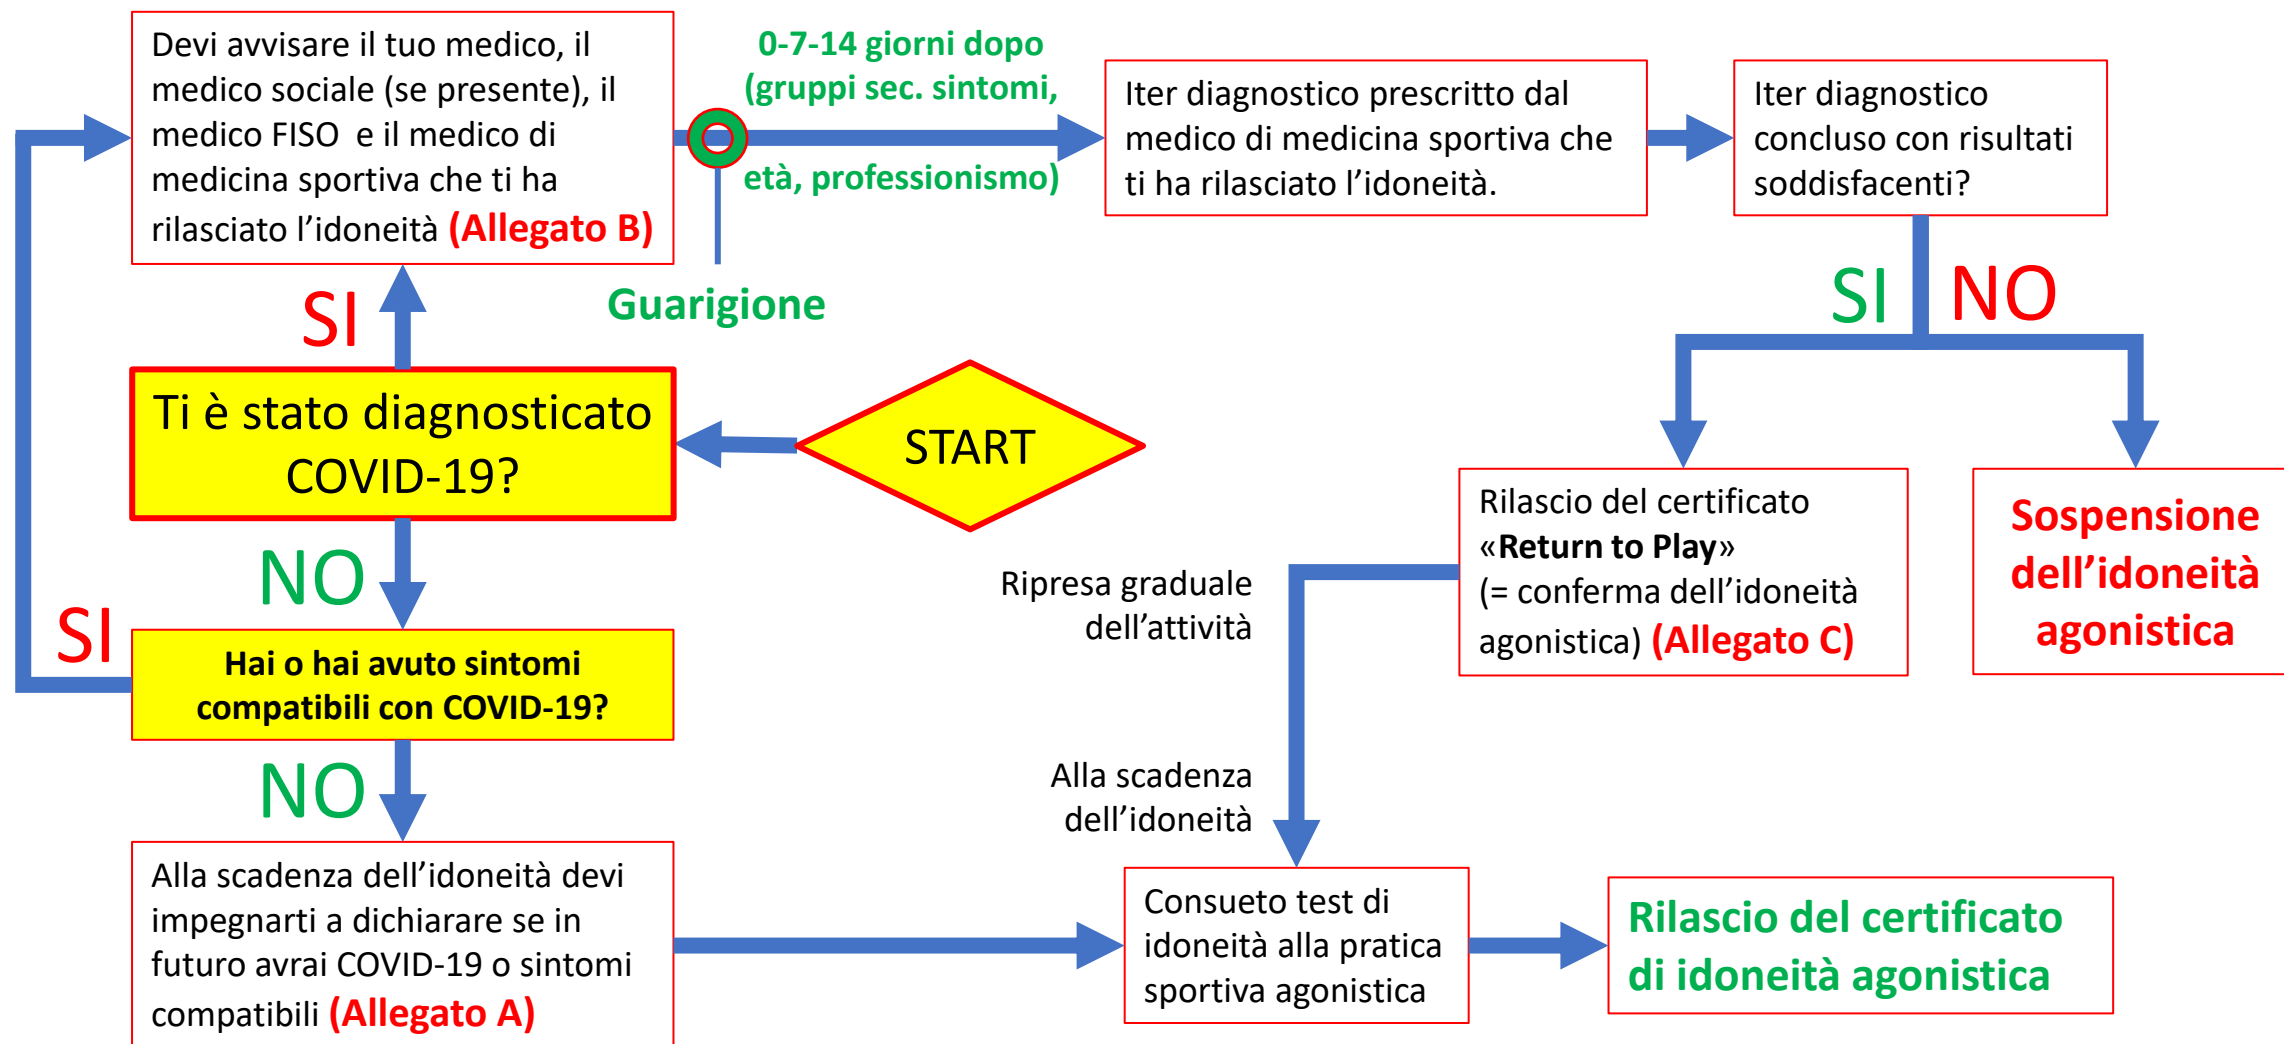 Devi avvisare il tuo medico, il
medico sociale (se presente), il
medico FISO e il medico di
medicina sportiva che ti ha
rilasciato l’idoneità (Allegato B)
0-7-14 giorni dopo
(gruppi sec. sintomi,
età, professionismo)
Guarigione
Iter diagnostico prescritto dal
medico di medicina sportiva che
ti ha rilasciato l’idoneità.
Iter diagnostico
concluso con risultati
soddisfacenti?
SI
NO
SI
Ti è stato diagnosticato
COVID-19?
START
NO
SI
Hai o hai avuto sintomi
compatibili con COVID-19?
NO
Rilascio del certificato
«Return to Play»
(= conferma dell’idoneità
agonistica) (Allegato C)
Sospensione
dell’idoneità
agonistica
Ripresa graduale
dell’attività
Alla scadenza
dell’idoneità
Alla scadenza dell’idoneità devi
impegnarti a dichiarare se in
futuro avrai COVID-19 o sintomi
compatibili (Allegato A)
Consueto test di
idoneità alla pratica
sportiva agonistica
Rilascio del certificato
di idoneità agonistica